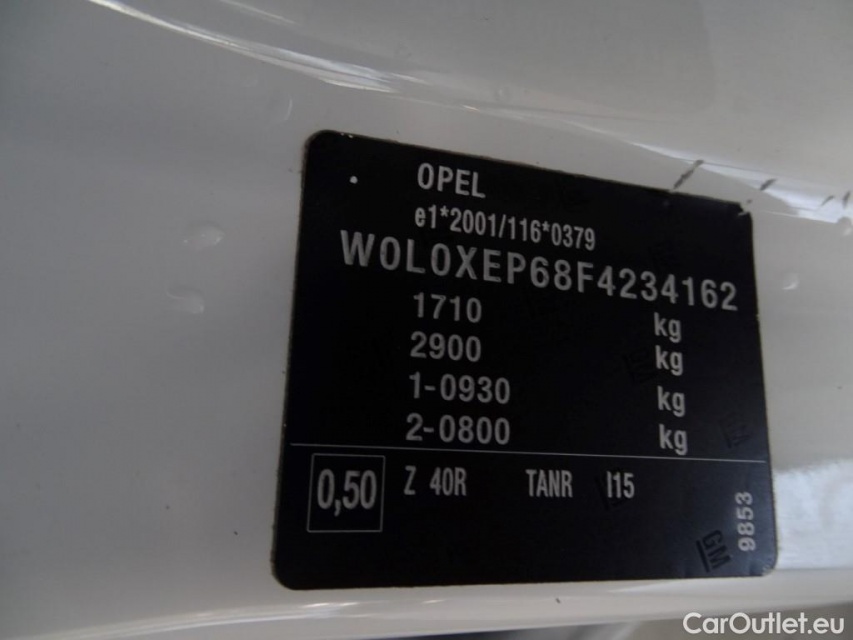 OPEL
e1*2001/116*0379
W0L0XEP68F4234162
1710 kg
2900 kg
1-0930 kg
2-0800 kg
0,50 Z 40R TANR I15
9853
GM
CarOutlet.eu